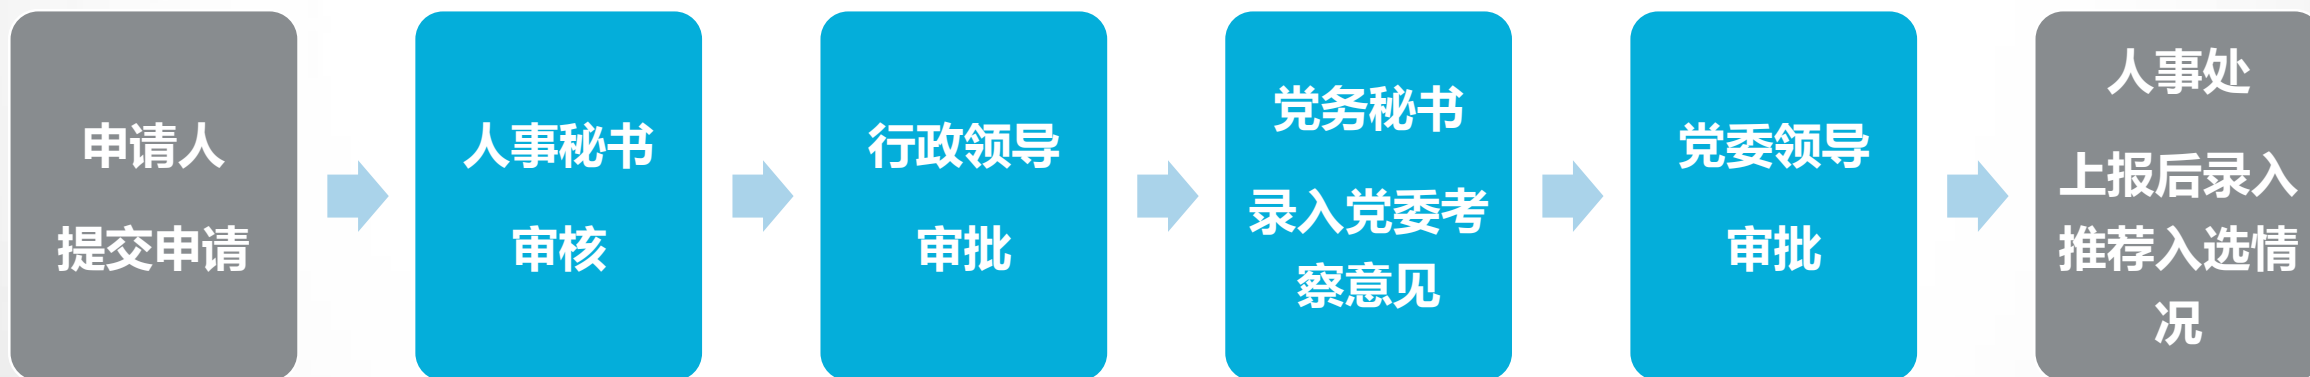 申请人
提交申请
人事秘书
审核
行政领导
审批
党务秘书
录入党委考
察意见
党委领导
审批
人事处
上报后录入
推荐入选情
况